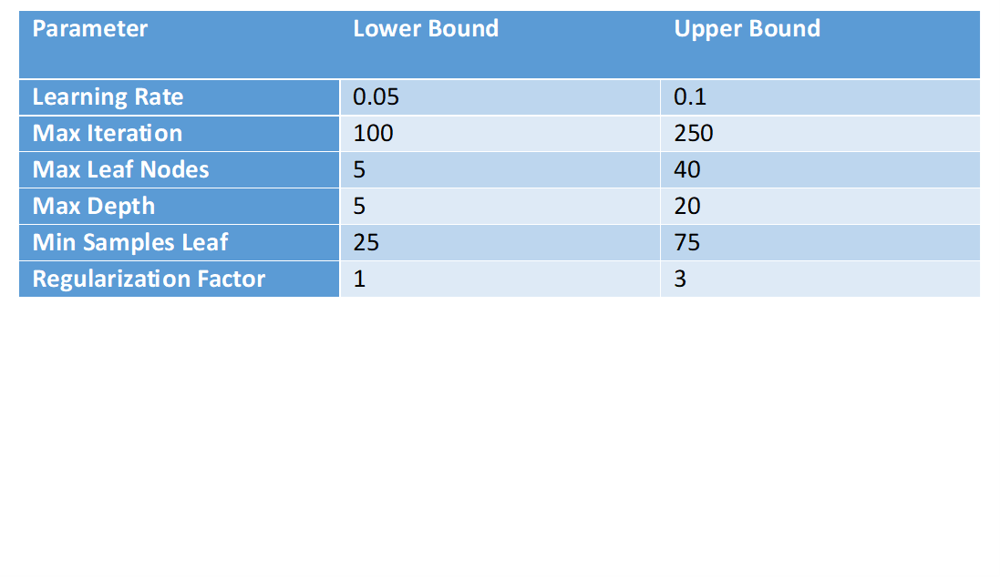 Parameter Lower Bound Upper Bound
Learning Rate 0.05 0.1
Max Iteration 100 250
Max Leaf Nodes 5 40
Max Depth 5 20
Min Samples Leaf 25 75
Regularization Factor 1 3